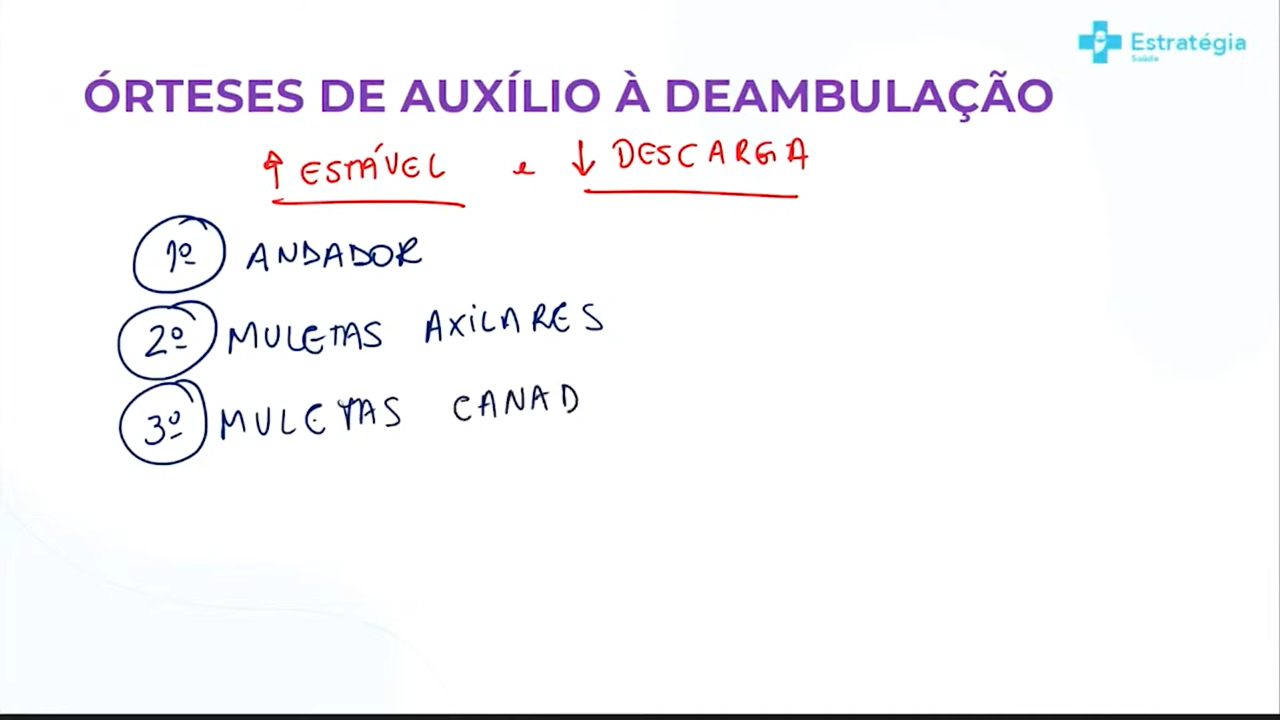 Estratégia
Saúde
ÓRTESES DE AUXÍLIO À DEAMBULAÇÃO
↑ ESTÁVEL e ↓ DESCARGA
1º ANDADOR
2º MULETAS AXILARES
3º MULETAS CANAD